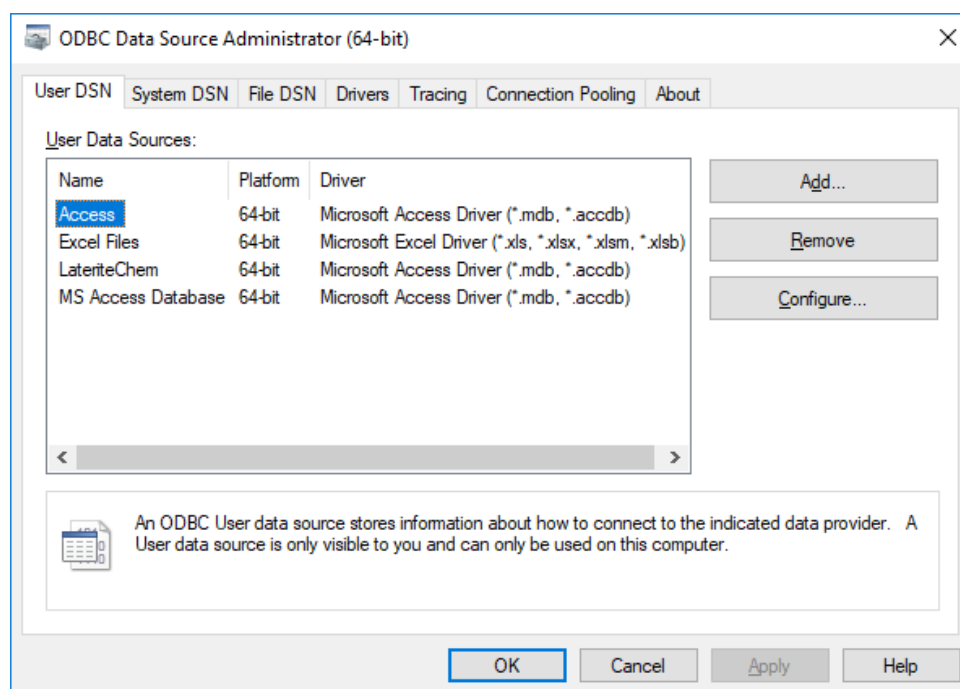 ODBC Data Source Administrator (64-bit)
User DSN System DSN File DSN Drivers Tracing Connection Pooling About
User Data Sources:
Name Platform Driver
Access 64-bit Microsoft Access Driver (*.mdb, *.accdb)
Excel Files 64-bit Microsoft Excel Driver (*.xls, *.xlsx, *.xlsm, *.xlsb)
LateriteChem 64-bit Microsoft Access Driver (*.mdb, *.accdb)
MS Access Database 64-bit Microsoft Access Driver (*.mdb, *.accdb)
Add...
Remove
Configure...
An ODBC User data source stores information about how to connect to the indicated data provider. A
User data source is only visible to you and can only be used on this computer.
OK Cancel Apply Help